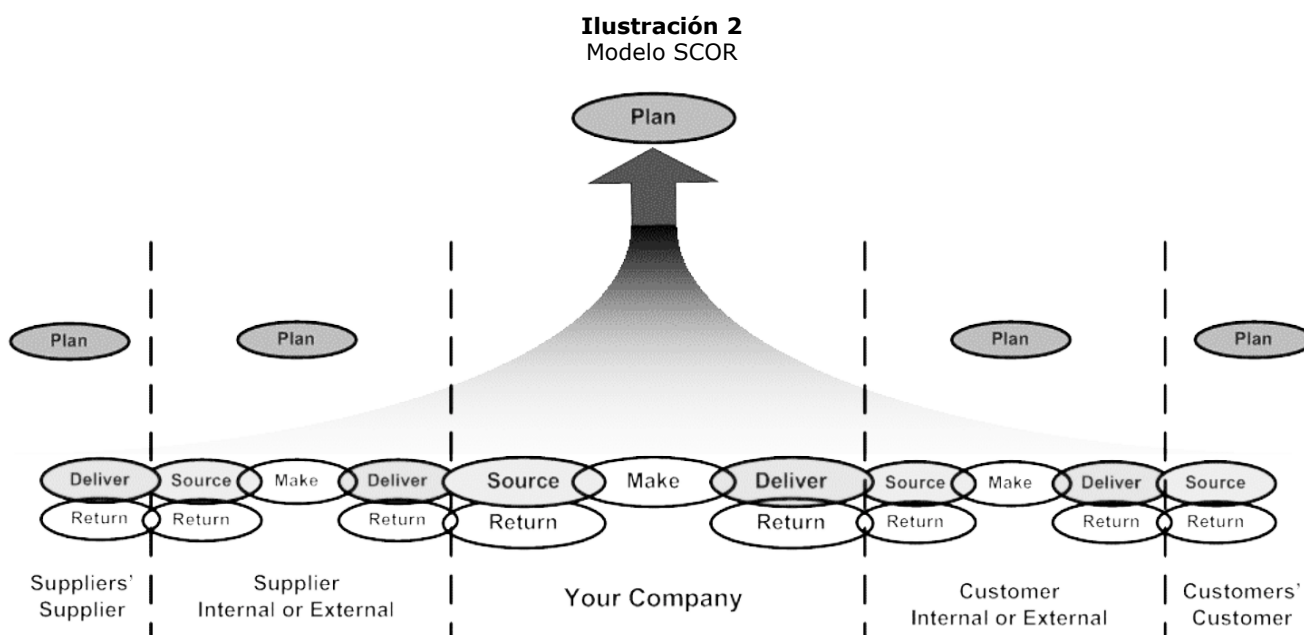 Ilustración 2
Modelo SCOR
Plan
Plan Plan Plan Plan
Deliver Source Make Deliver Source Make Deliver Source Make Deliver Source
Return Return Return Return Return Return Return Return
Suppliers' Supplier Your Company Customer Customers'
Supplier Internal or External Internal or External Customer